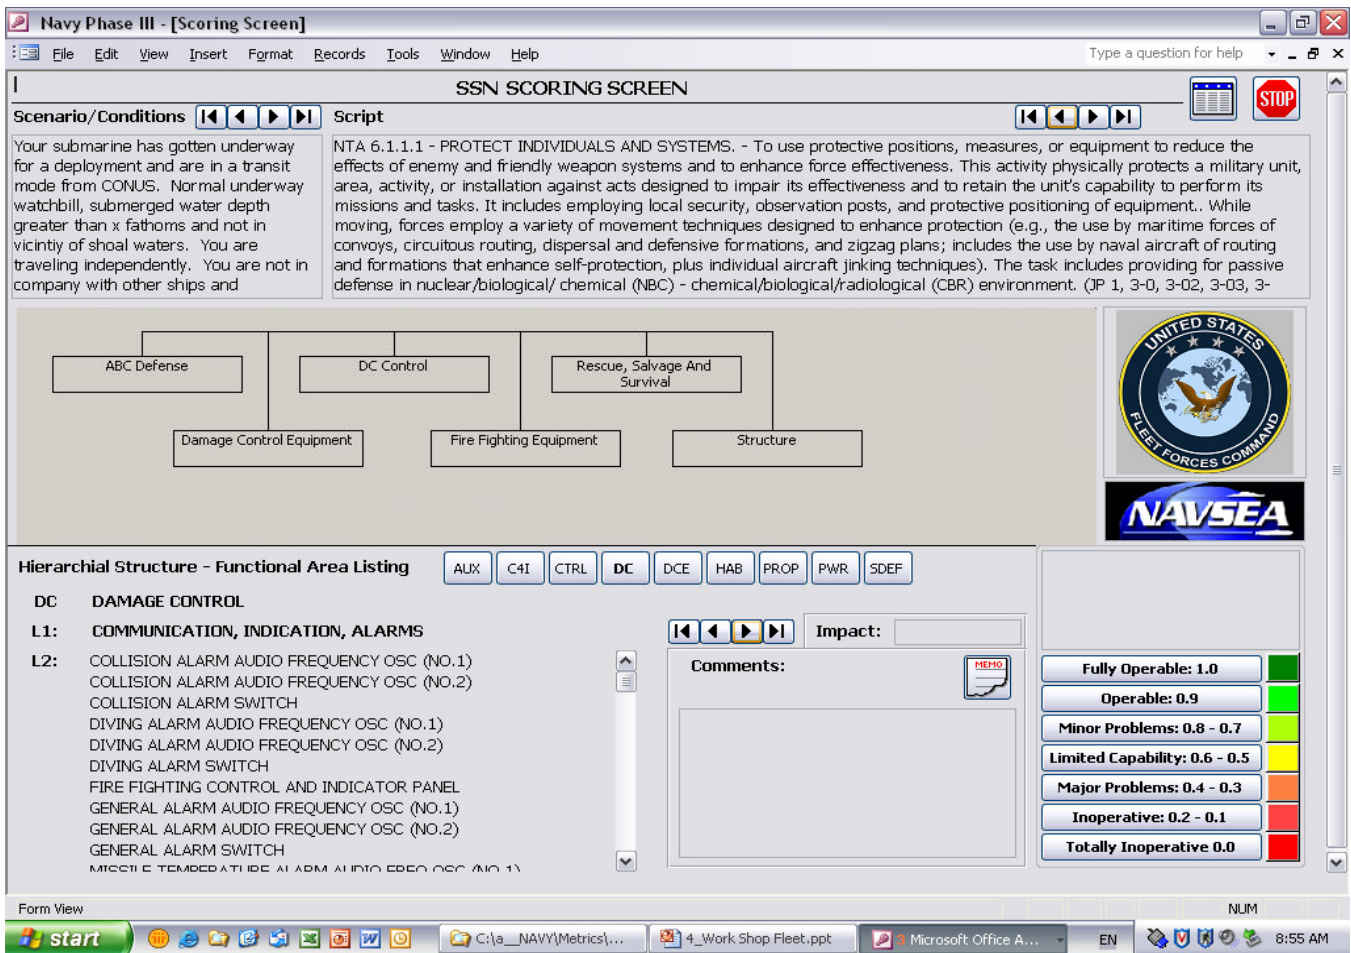 Navy Phase III - [Scoring Screen]
File Edit View Insert Format Records Tools Window Help
Type a question for help
SSN SCORING SCREEN
STOP
Scenario/Conditions
Script
Your submarine has gotten underway
for a deployment and are in a transit
mode from CONUS. Normal underway
watchbill, submerged water depth
greater than x fathoms and not in
vicintiy of shoal waters. You are
traveling independently. You are not in
company with other ships and
NTA 6.1.1.1 - PROTECT INDIVIDUALS AND SYSTEMS. - To use protective positions, measures, or equipment to reduce the
effects of enemy and friendly weapon systems and to enhance force effectiveness. This activity physically protects a military unit,
area, activity, or installation against acts designed to impair its effectiveness and to retain the unit's capability to perform its
missions and tasks. It includes employing local security, observation posts, and protective positioning of equipment.. While
moving, forces employ a variety of movement techniques designed to enhance protection (e.g., the use by maritime forces of
convoys, circuitous routing, dispersal and defensive formations, and zigzag plans; includes the use by naval aircraft of routing
and formations that enhance self-protection, plus individual aircraft jinking techniques). The task includes providing for passive
defense in nuclear/biological/ chemical (NBC) - chemical/biological/radiological (CBR) environment. (JP 1, 3-0, 3-02, 3-03, 3-
ABC Defense
DC Control
Rescue, Salvage And
Survival
Damage Control Equipment
Fire Fighting Equipment
Structure
UNITED STATES
FLEET FORCES COMMAND
NAVSEA
Hierarchial Structure - Functional Area Listing
AUX C4I CTRL DC DCE HAB PROP PWR SDEF
DC DAMAGE CONTROL
L1: COMMUNICATION, INDICATION, ALARMS
Impact:
L2: COLLISION ALARM AUDIO FREQUENCY OSC (NO.1)
COLLISION ALARM AUDIO FREQUENCY OSC (NO.2)
COLLISION ALARM SWITCH
DIVING ALARM AUDIO FREQUENCY OSC (NO.1)
DIVING ALARM AUDIO FREQUENCY OSC (NO.2)
DIVING ALARM SWITCH
FIRE FIGHTING CONTROL AND INDICATOR PANEL
GENERAL ALARM AUDIO FREQUENCY OSC (NO.1)
GENERAL ALARM AUDIO FREQUENCY OSC (NO.2)
GENERAL ALARM SWITCH
MISSILE TEMPERATURE ALARM AUDIO FREQ OSC (NO.1)
Comments:
MEMO
Fully Operable: 1.0
Operable: 0.9
Minor Problems: 0.8 - 0.7
Limited Capability: 0.6 - 0.5
Major Problems: 0.4 - 0.3
Inoperative: 0.2 - 0.1
Totally Inoperative 0.0
Form View
NUM
start
C:\a__NAVY\Metrics\...
4_Work Shop Fleet.ppt
3 Microsoft Office A...
EN
8:55 AM